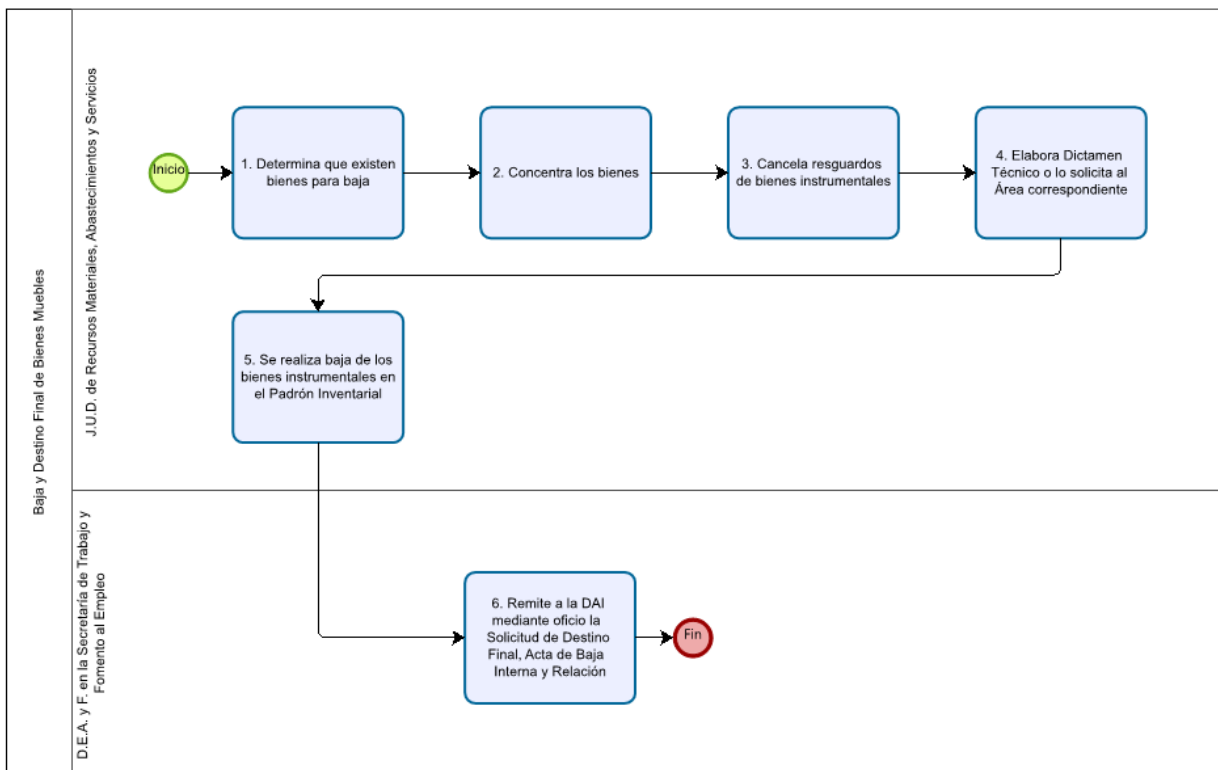 Baja y Destino Final de Bienes Muebles
J.U.D. de Recursos Materiales, Abastecimientos y Servicios
Inicio
1. Determina que existen
bienes para baja
2. Concentra los bienes
3. Cancela resguardos
de bienes instrumentales
4. Elabora Dictamen
Técnico o lo solicita al
Área correspondiente
5. Se realiza baja de los
bienes instrumentales en
el Padrón Inventarial
D.E.A. y F. en la Secretaría de Trabajo y
Fomento al Empleo
6. Remite a la DAI
mediante oficio la
Solicitud de Destino
Final, Acta de Baja
Interna y Relación
Fin